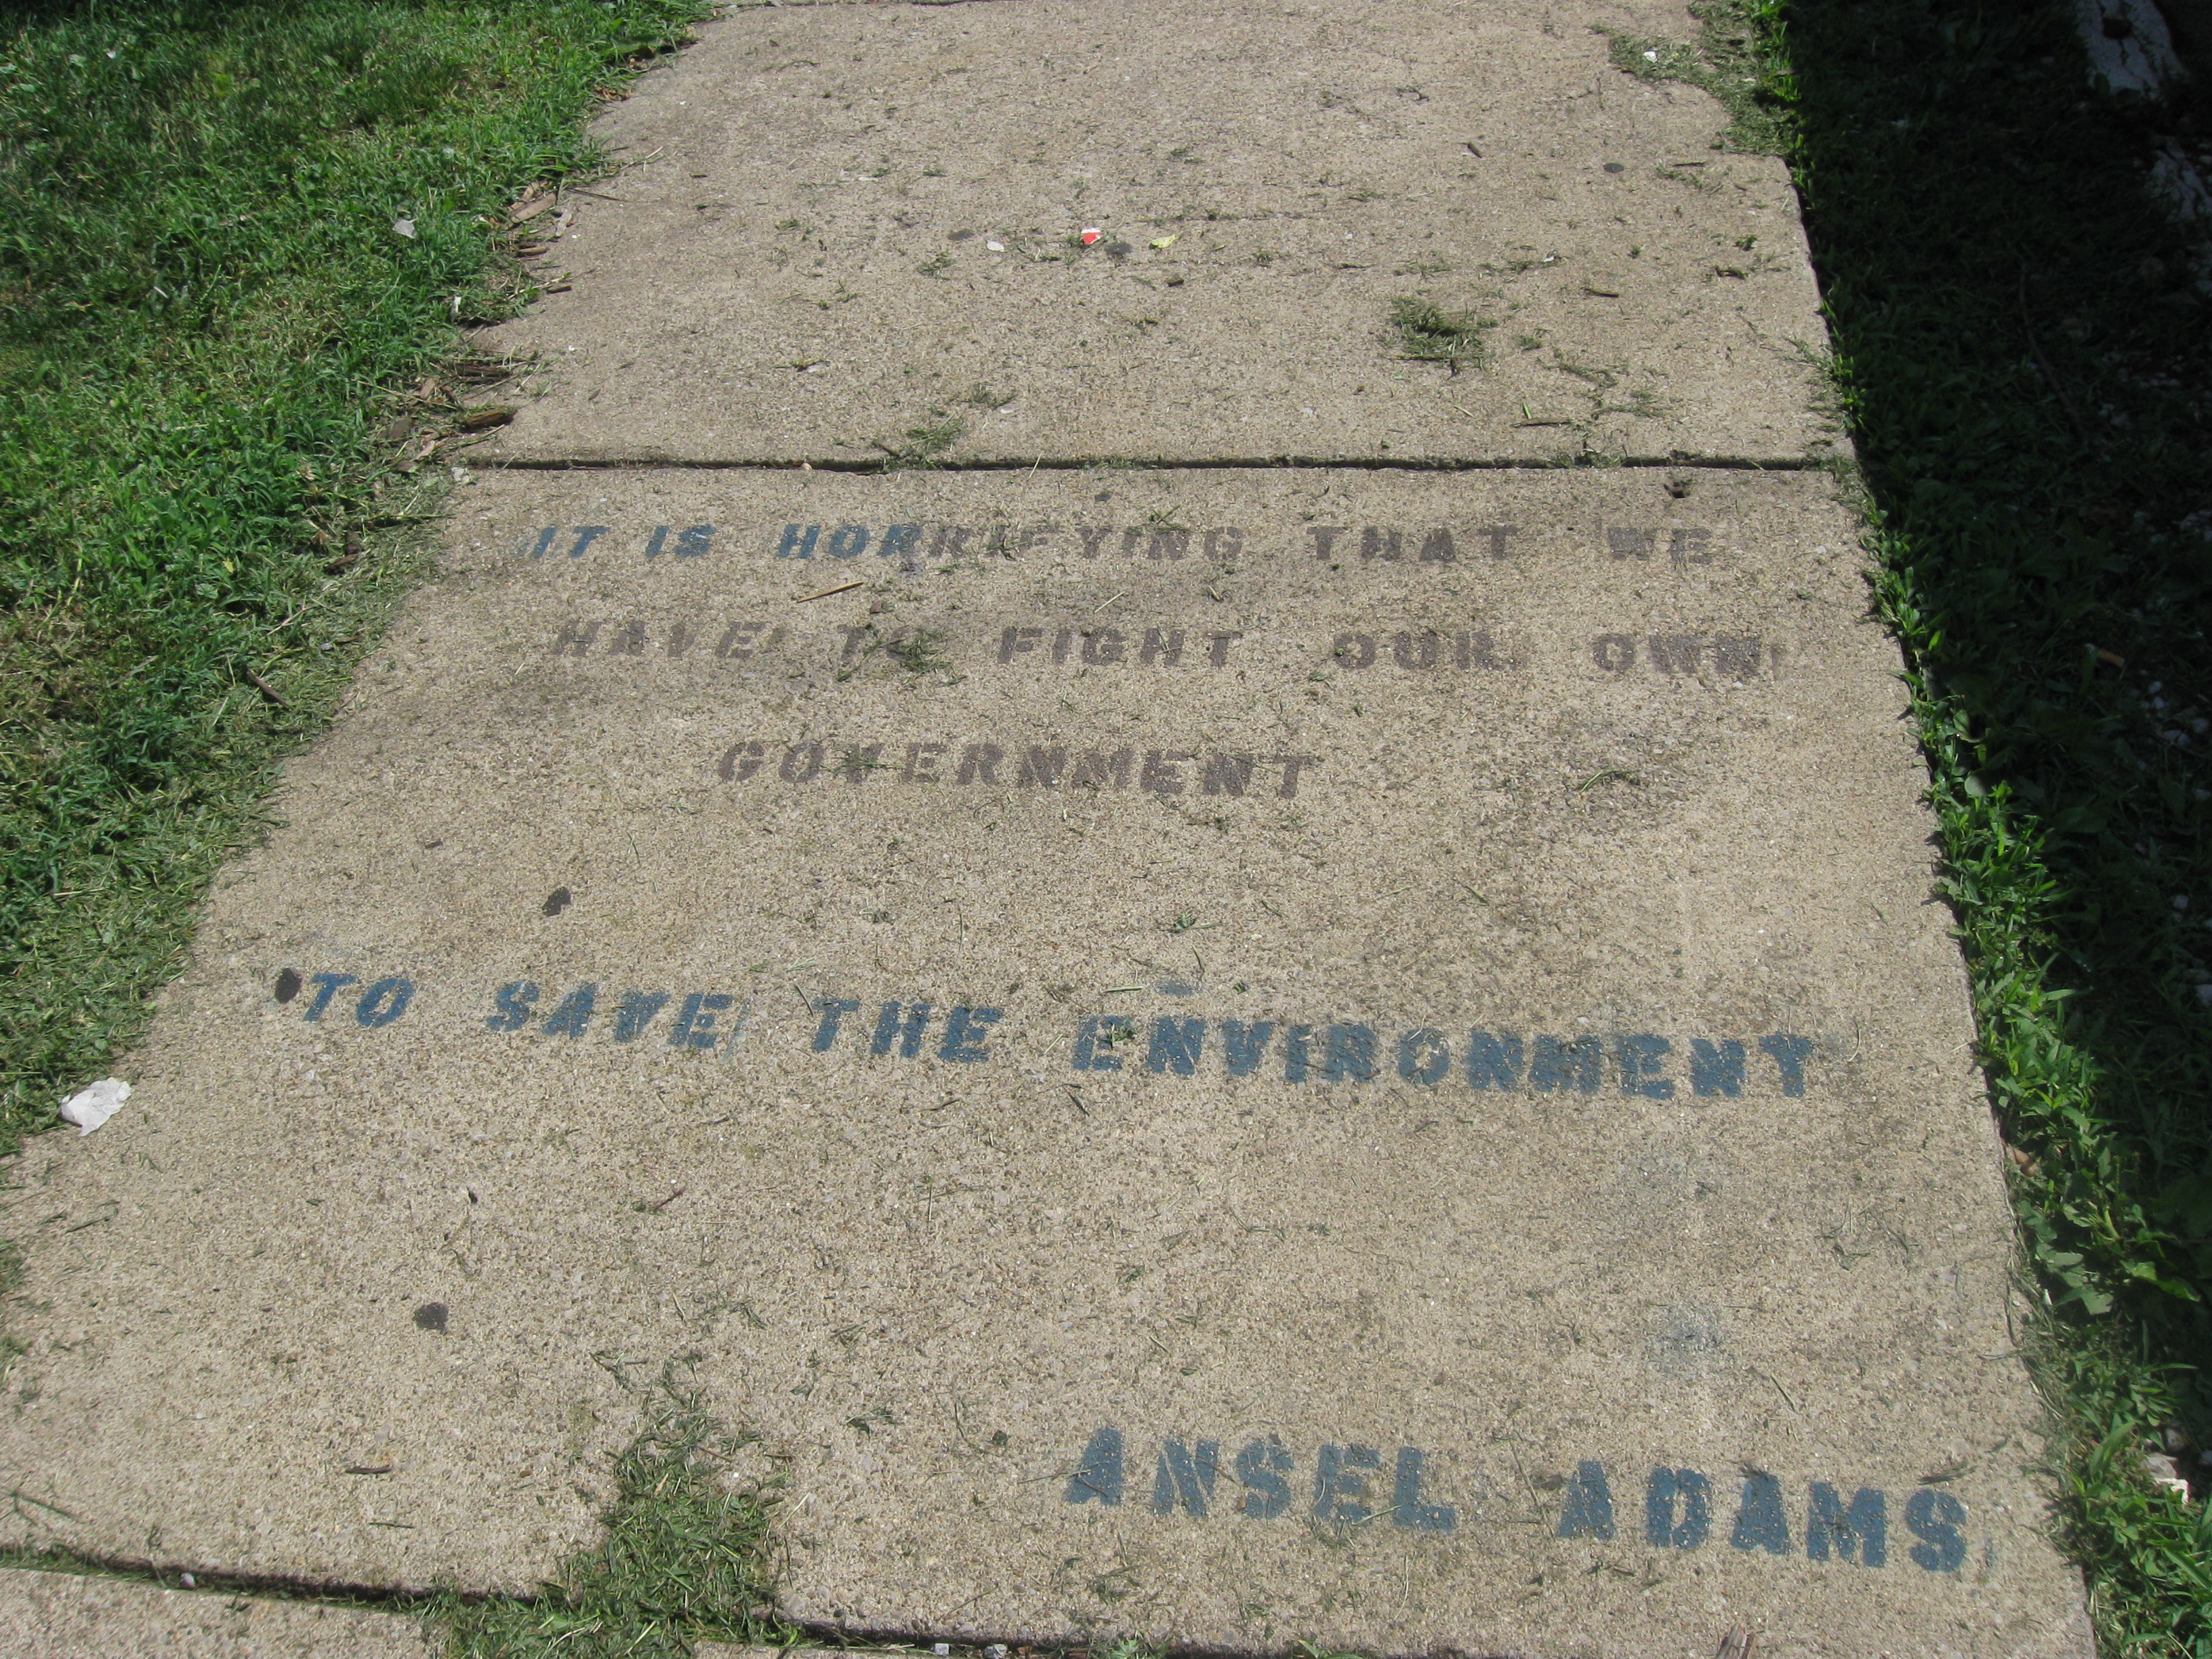 IT IS HORRIFYING THAT WE
HAVE TO FIGHT OUR OWN
GOVERNMENT
TO SAVE THE ENVIRONMENT
ANSEL ADAMS